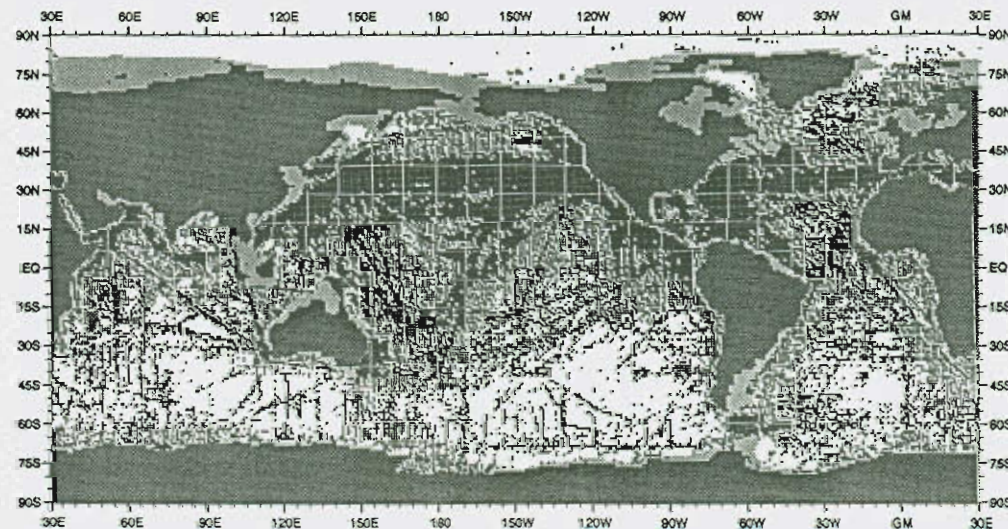 30E 60E 90E 120E 150E 180 150W 120W 90W 60W 30W GM 30E
90N 90N
75N 75N
60N 60N
45N 45N
30N 30N
15N 15N
EQ EQ
15S 15S
30S 30S
45S 45S
60S 60S
75S 75S
90S 90S
30E 60E 90E 120E 150E 180 150W 120W 90W 60W 30W GM 30E